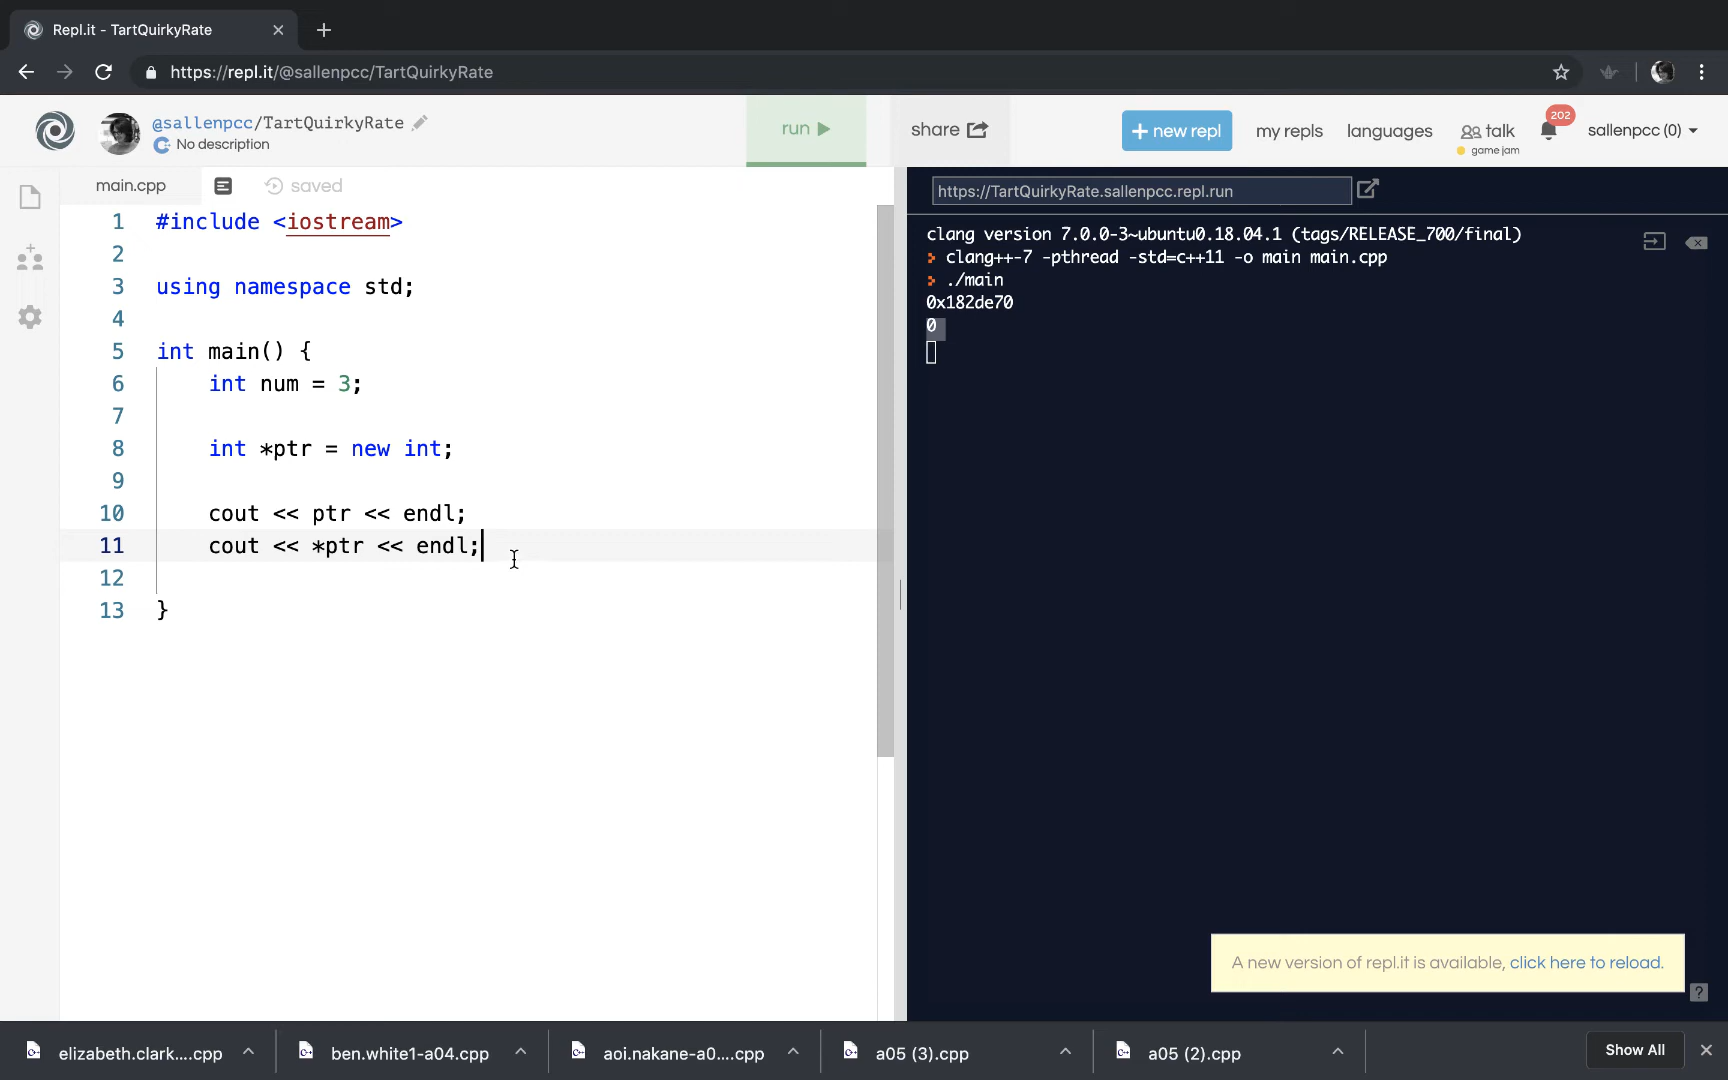 Repl.it - TartQuirkyRate
https://repl.it/@sallenpcc/TartQuirkyRate
@sallenpcc/TartQuirkyRate
No description
run
share
+ new repl
my repls
languages
talk
game jam
202
sallenpcc (0)
main.cpp
saved
1 #include <iostream>
2
3 using namespace std;
4
5 int main() {
6 int num = 3;
7
8 int *ptr = new int;
9
10 cout << ptr << endl;
11 cout << *ptr << endl;
12
13 }
https://TartQuirkyRate.sallenpcc.repl.run
clang version 7.0.0-3~ubuntu0.18.04.1 (tags/RELEASE_700/final)
clang++-7 -pthread -std=c++11 -o main main.cpp
./main
0x182de70
0
A new version of repl.it is available, click here to reload.
?
elizabeth.clark....cpp
ben.white1-a04.cpp
aoi.nakane-a0....cpp
a05 (3).cpp
a05 (2).cpp
Show All